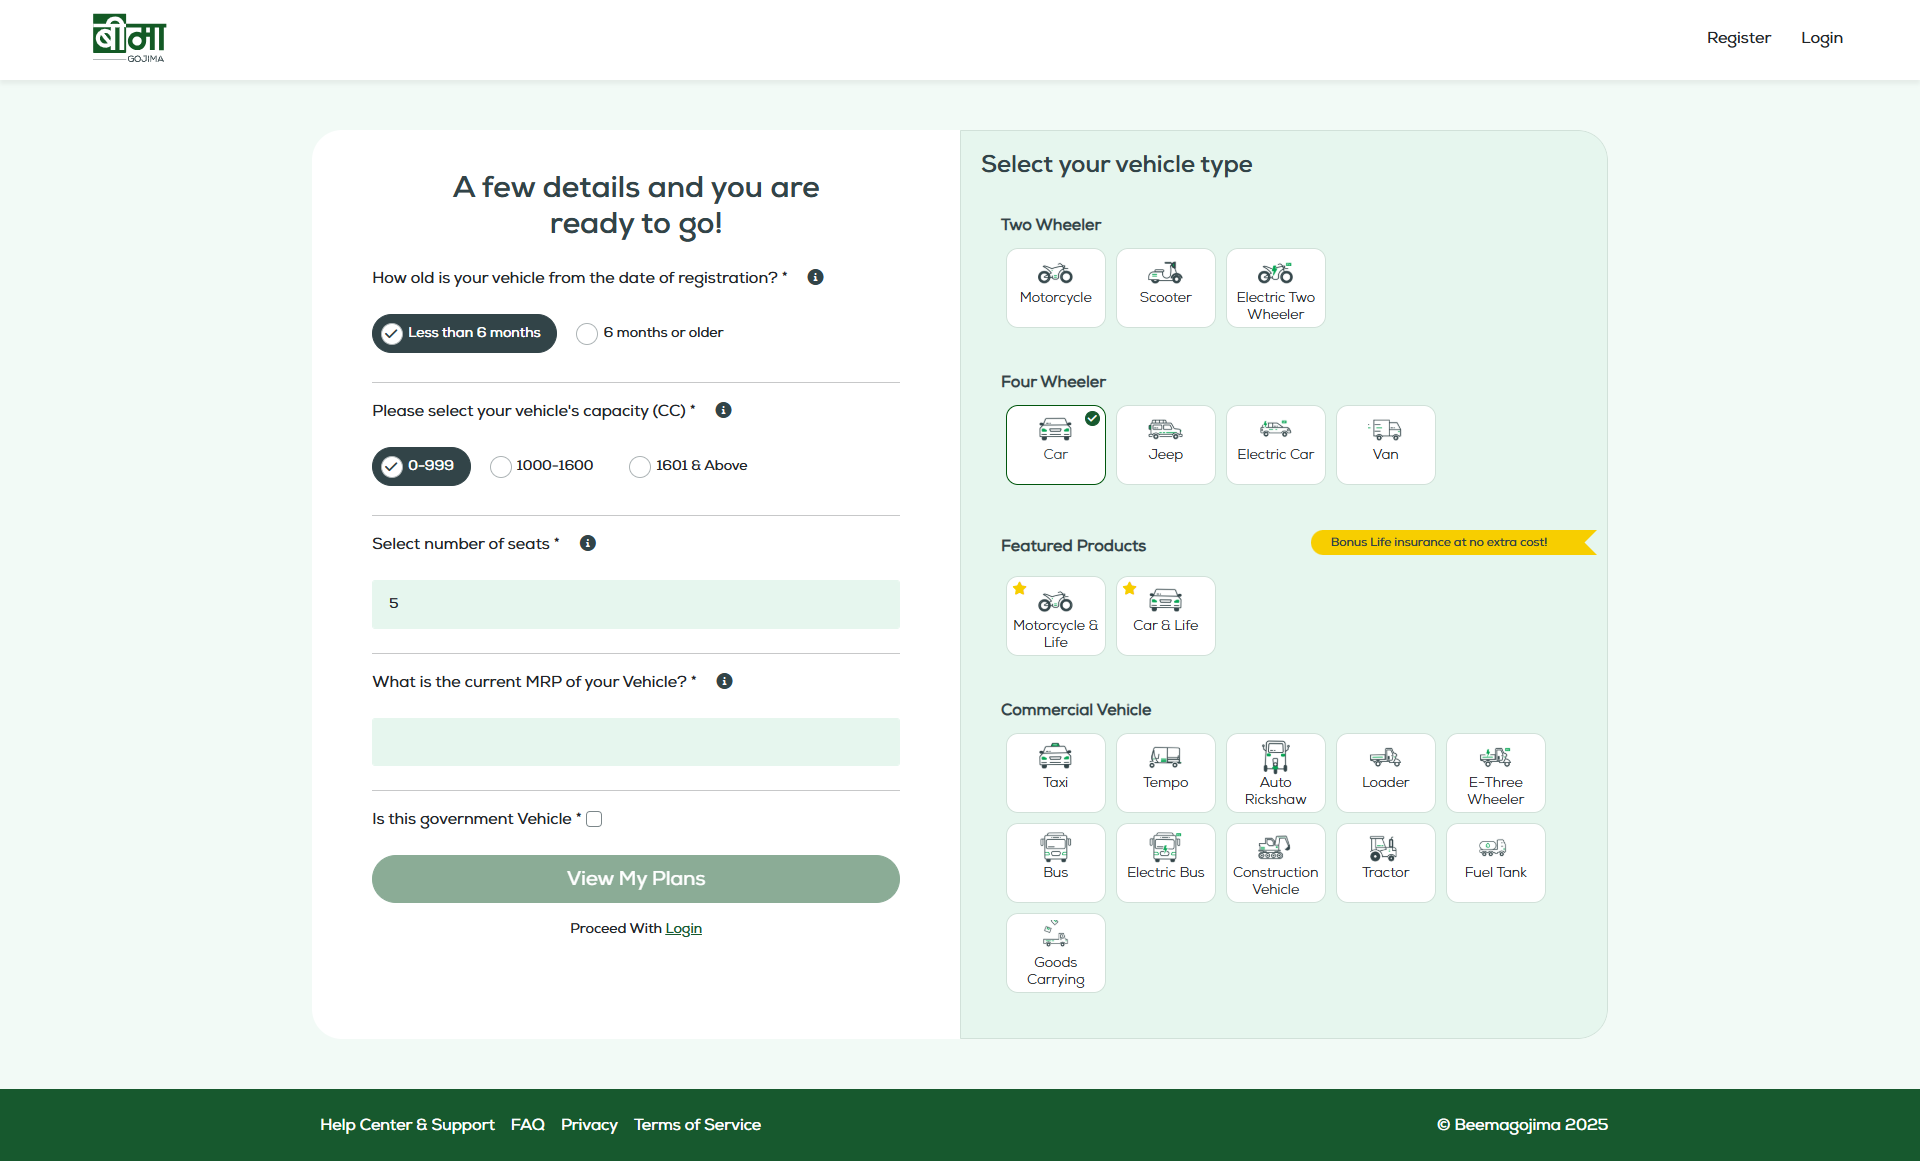 बीमा
GOJIMA
Register
Login
A few details and you are
ready to go!
How old is your vehicle from the date of registration? *
Less than 6 months
6 months or older
Please select your vehicle's capacity (CC) *
0-999
1000-1600
1601 & Above
Select number of seats *
5
What is the current MRP of your Vehicle? *
Is this government Vehicle *
View My Plans
Proceed With Login
Select your vehicle type
Two Wheeler
Motorcycle
Scooter
Electric Two
Wheeler
Four Wheeler
Car
Jeep
Electric Car
Van
Featured Products
Bonus Life insurance at no extra cost!
Motorcycle &
Life
Car & Life
Commercial Vehicle
Taxi
Tempo
Auto
Rickshaw
Loader
E-Three
Wheeler
Bus
Electric Bus
Construction
Vehicle
Tractor
Fuel Tank
Goods
Carrying
Help Center & Support
FAQ
Privacy
Terms of Service
© Beemagojima 2025